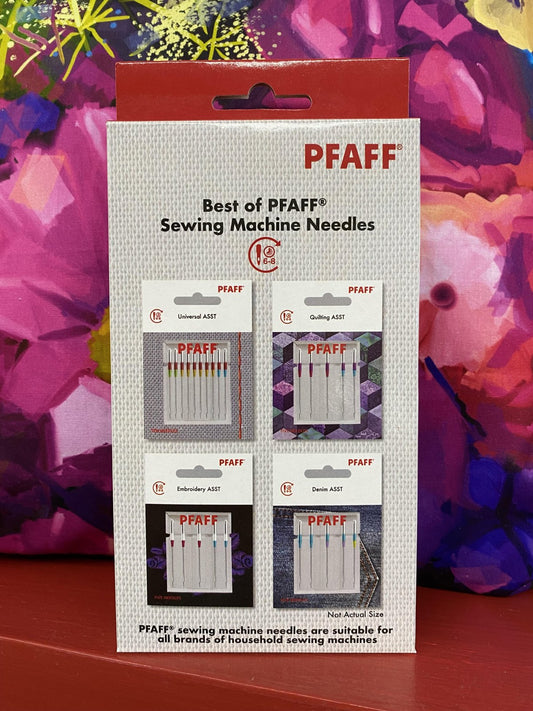 PFAFF®
Best of PFAFF®
Sewing Machine Needles
6-8
PFAFF
Universal ASST
PFAFF
PFAFF
Quilting ASST
PFAFF
PFAFF
Embroidery ASST
PFAFF
PFAFF
Denim ASST
PFAFF
Not Actual Size
PFAFF® sewing machine needles are suitable for
all brands of household sewing machines